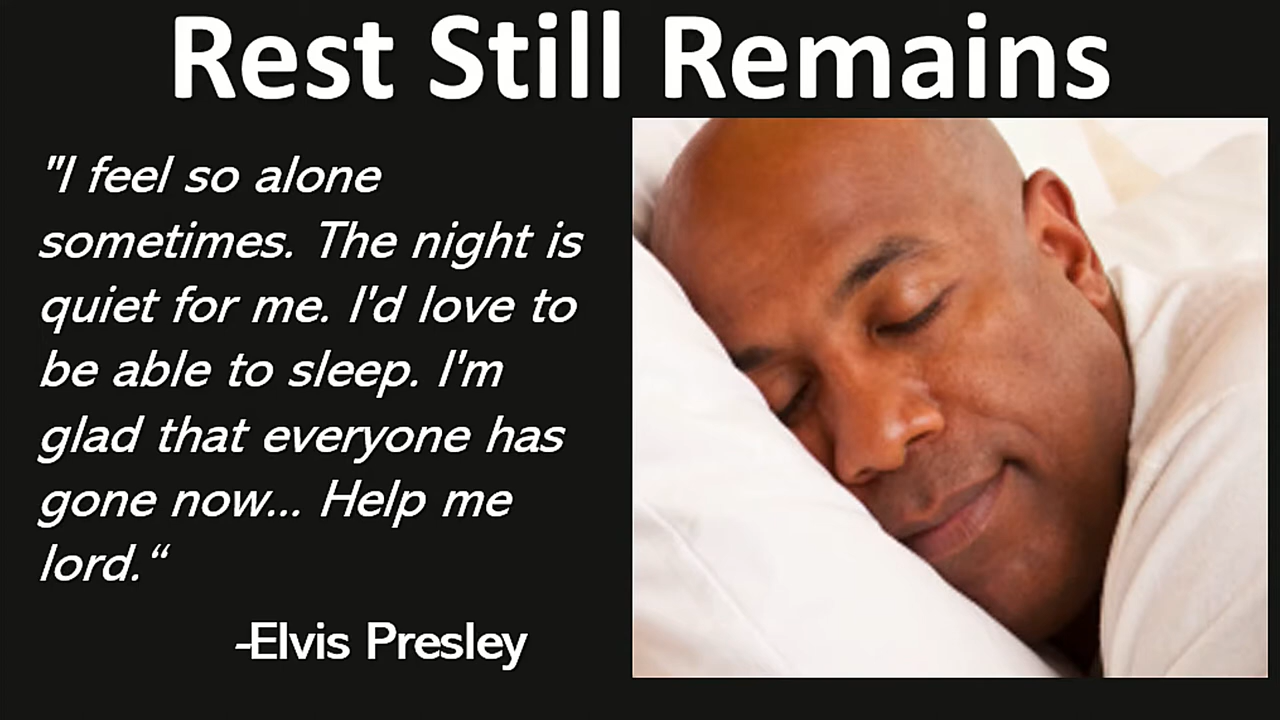 Rest Still Remains
"I feel so alone
sometimes. The night is
quiet for me. I'd love to
be able to sleep. I'm
glad that everyone has
gone now... Help me
lord.“
-Elvis Presley